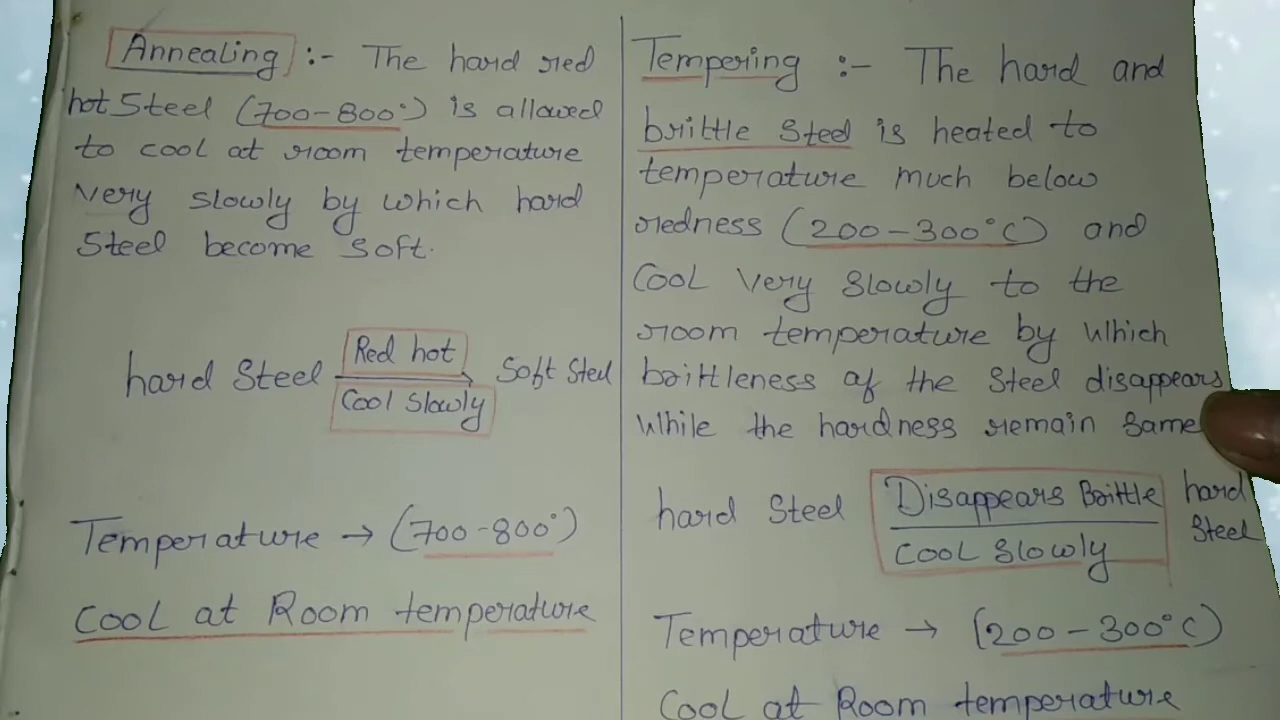 Annealing :- The hard red
hot Steel (700-800°) is allowed
to cool at room temperature
very slowly by which hard
Steel become soft.
hard Steel Red hot Soft Steel
Cool Slowly
Temperature → (700-800°)
Cool at Room temperature
Tempering :- The hard and
brittle Steel is heated to
temperature much below
redness (200-300°C) and
Cool very slowly to the
room temperature by which
brittleness of the Steel disappears
While the hardness remain same
hard Steel Disappears Brittle hard
Cool Slowly Steel
Temperature → (200-300°C)
Cool at Room temperature